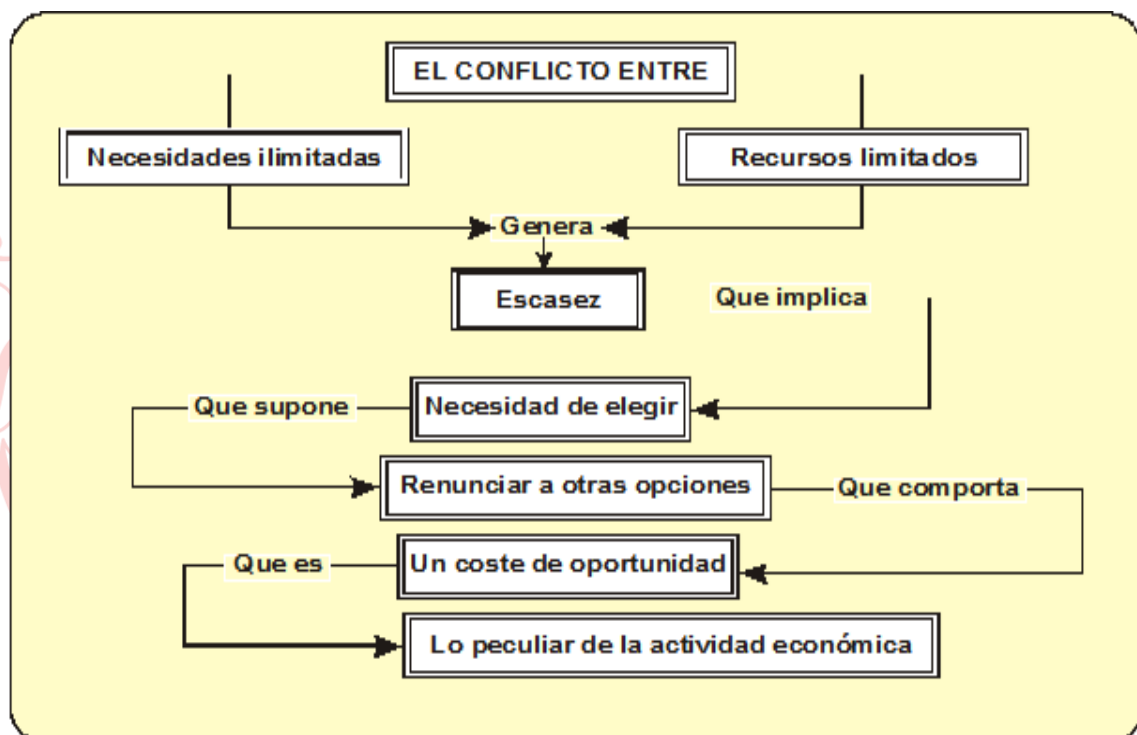 EL CONFLICTO ENTRE
Necesidades ilimitadas
Recursos limitados
Genera
Escasez
Que implica
Necesidad de elegir
Que supone
Renunciar a otras opciones
Que comporta
Un coste de oportunidad
Que es
Lo peculiar de la actividad económica